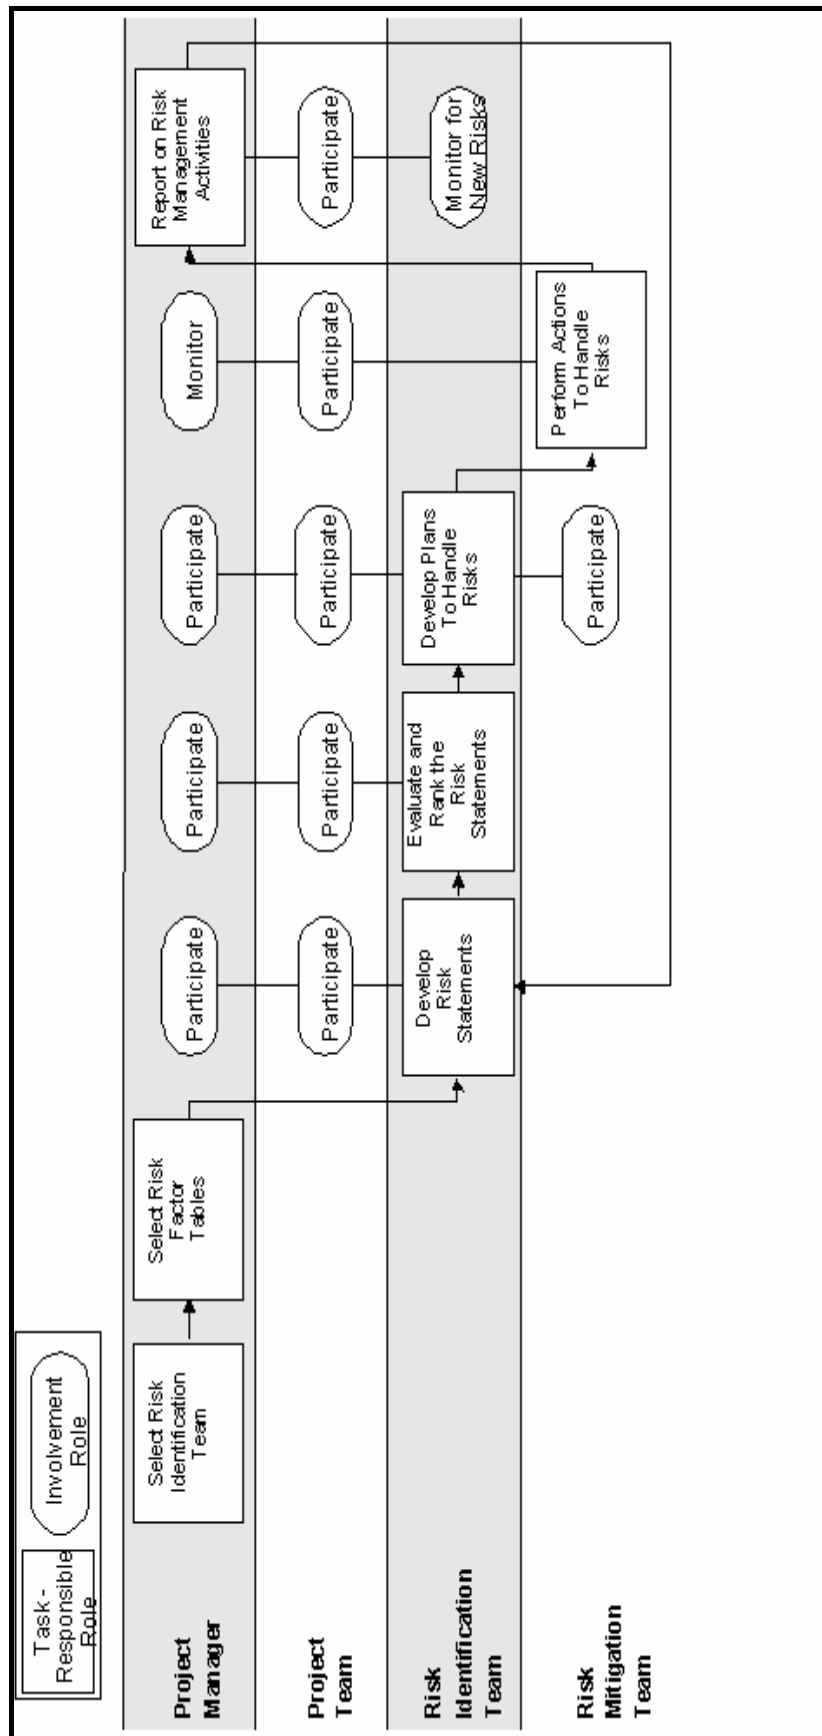 Task -
Responsible
Role
Involvement
Role
Project
Manager
Select Risk
Identification
Team
Select Risk
Factor
Tables
Participate
Participate
Participate
Monitor
Report on Risk
Management
Activities
Project
Team
Participate
Participate
Participate
Participate
Participate
Risk
Identification
Team
Develop
Risk
Statements
Evaluate and
Rank the
Risk
Statements
Develop Plans
To Handle
Risks
Monitor for
New Risks
Risk
Mitigation
Team
Participate
Perform Actions
To Handle
Risks